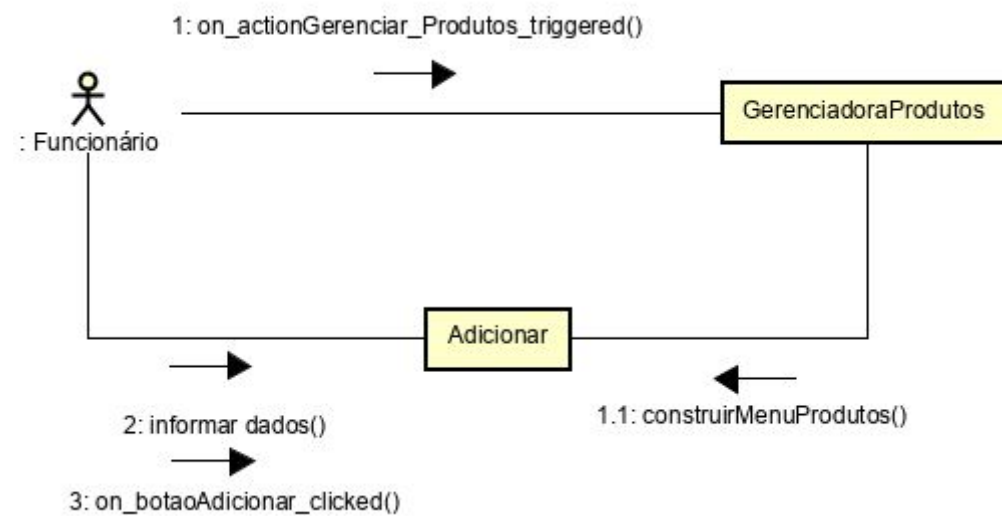 1: on_actionGerenciar_Produtos_triggered()
GerenciadoraProdutos
: Funcionário
Adicionar
1.1: construirMenuProdutos()
2: informar dados()
3: on_botaoAdicionar_clicked()